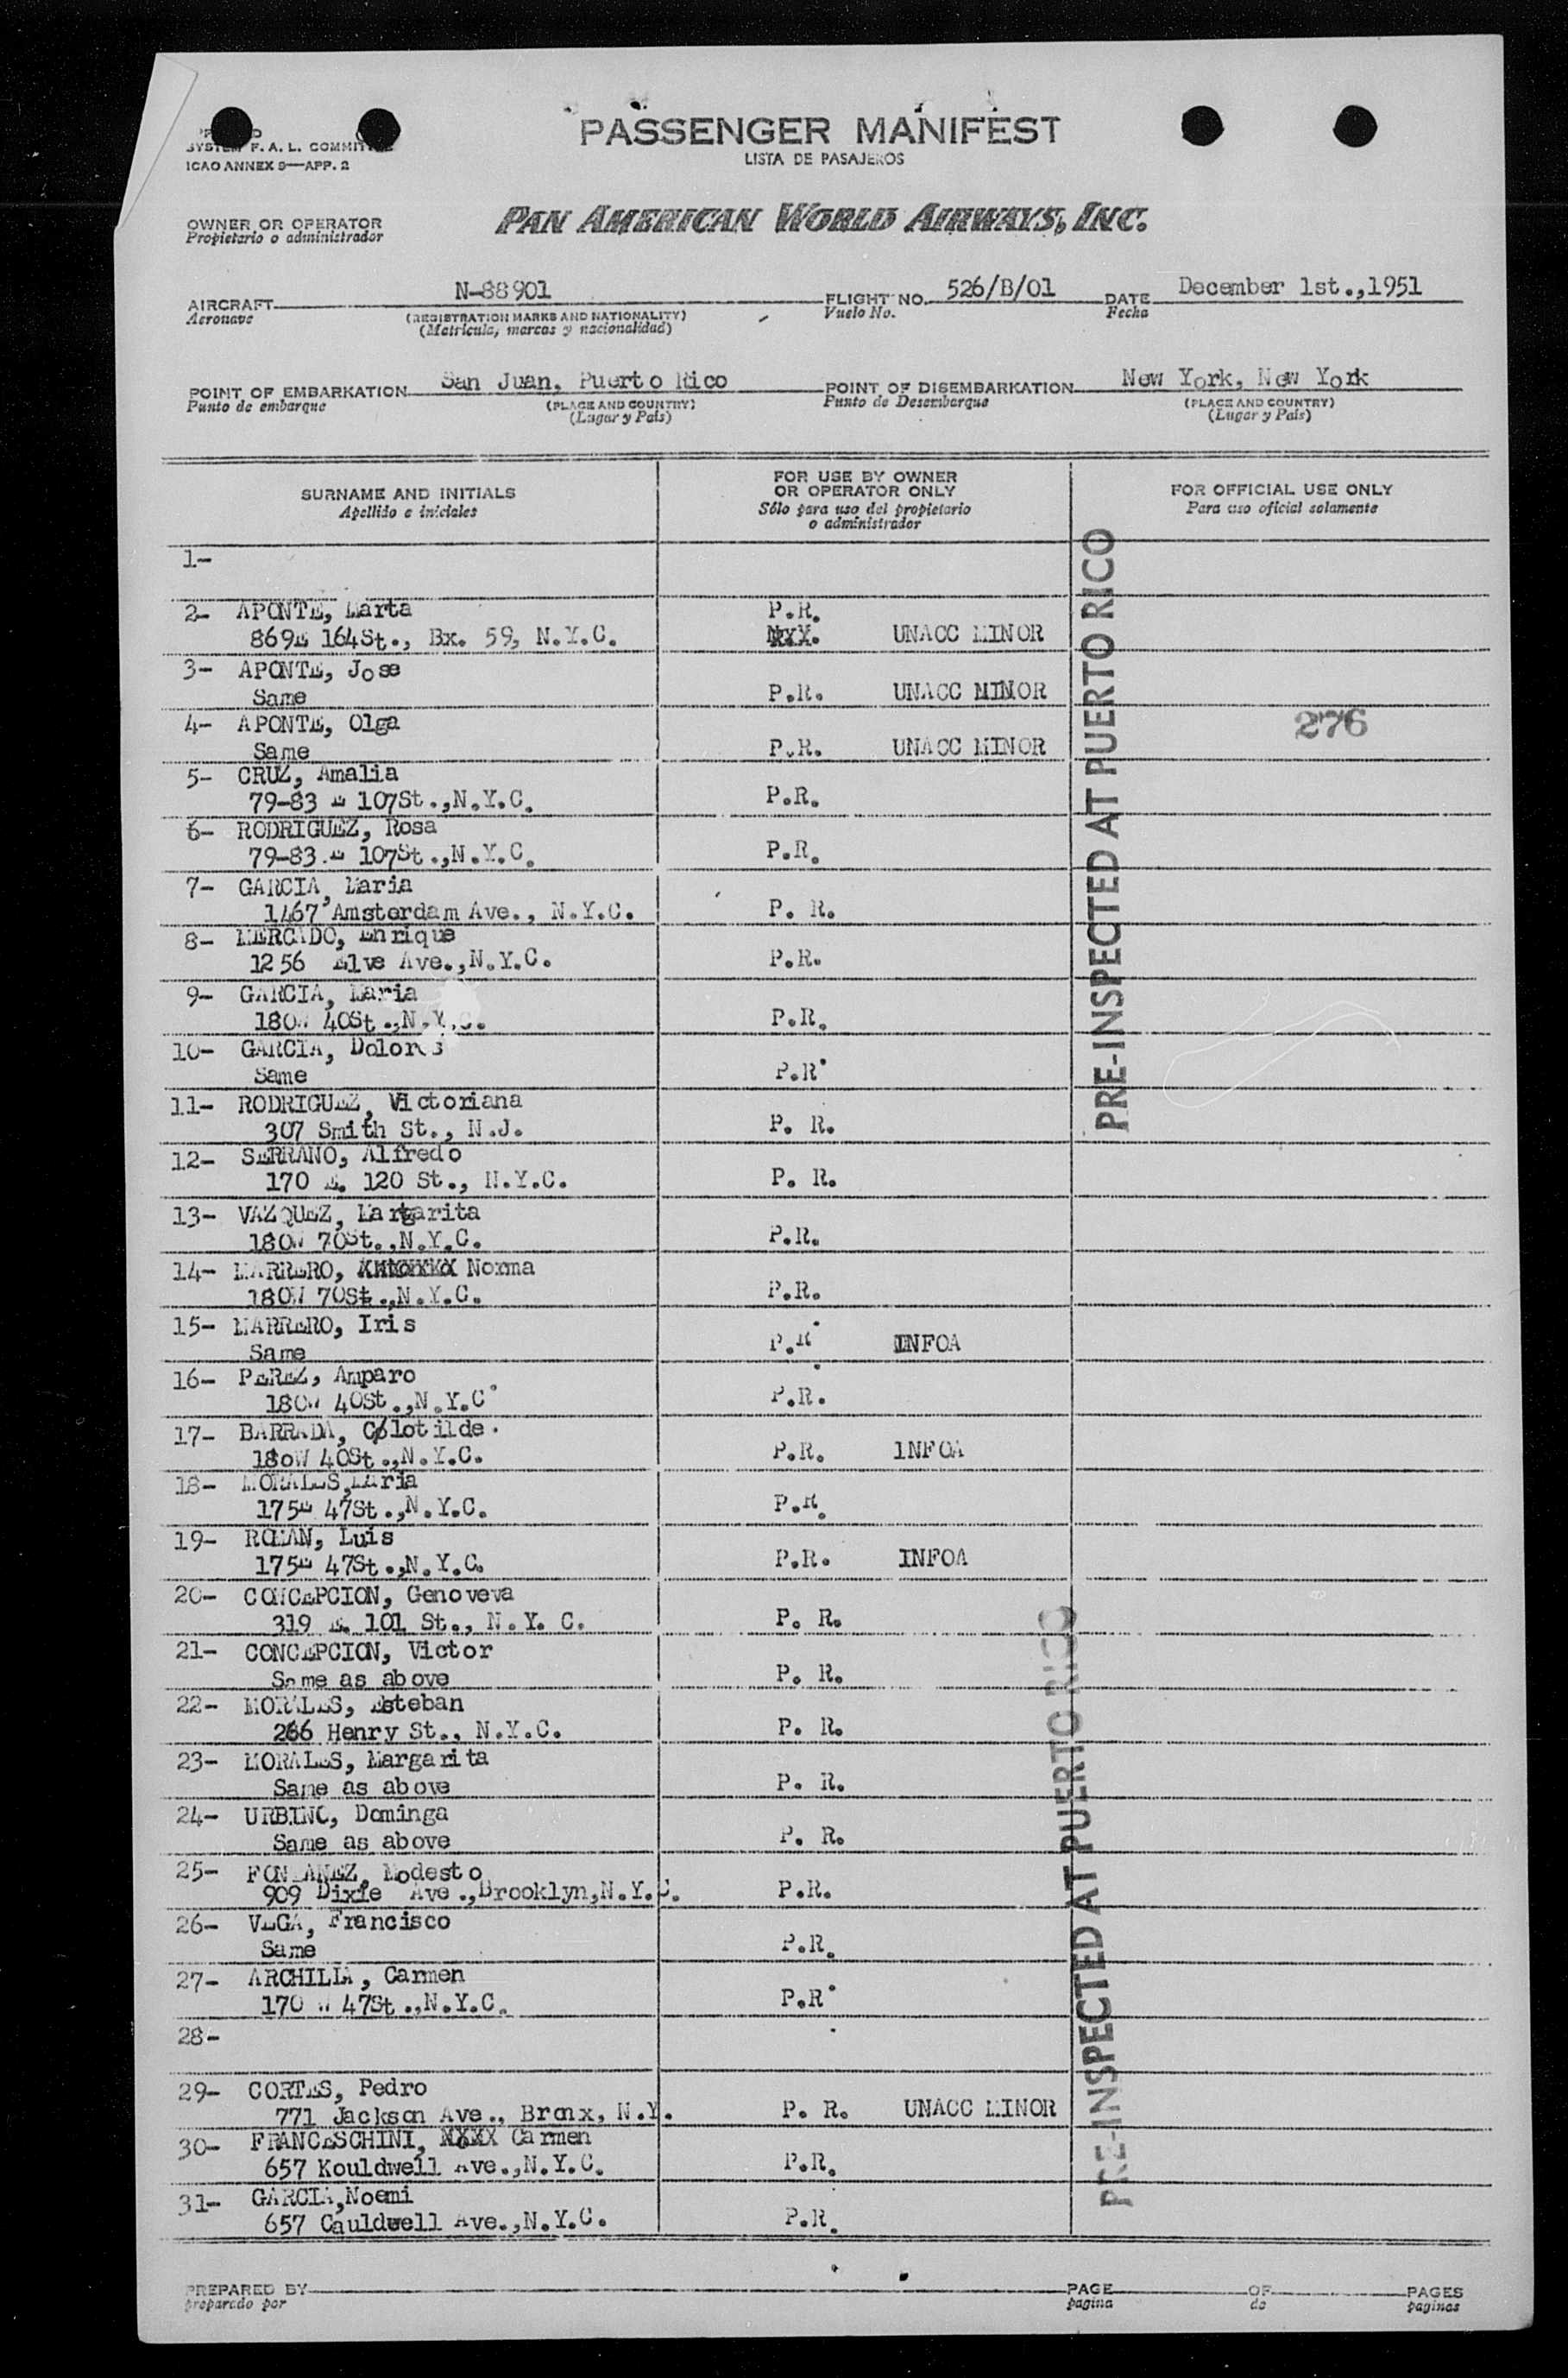 SYSTEM F. A. L. COMMITTEE
ICAO ANNEX 9—APP. 2
PASSENGER MANIFEST
LISTA DE PASAJEROS
OWNER OR OPERATOR
Propietario o administrador
PAN AMERICAN WORLD AIRWAYS, INC.
AIRCRAFT N-88901 FLIGHT NO. 526/B/01 DATE December 1st.,1951
Aeronave (REGISTRATION MARKS AND NATIONALITY) Vuelo No. Fecha
(Matricula, marcas y nacionalidad)
POINT OF EMBARKATION San Juan, Puerto Rico POINT OF DISEMBARKATION New York, New York
Punto de embarque (PLACE AND COUNTRY) Punto de Desembarque (PLACE AND COUNTRY)
(Lugar y País) (Lugar y País)
SURNAME AND INITIALS
Apellido e iniciales
FOR USE BY OWNER
OR OPERATOR ONLY
Sólo para uso del propietario
o administrador
FOR OFFICIAL USE ONLY
Para uso oficial solamente
1-
2- APONTE, Marta P.R.
869E 164St., Bx. 59, N.Y.C. UNACC MINOR
3- APONTE, Jose
Same P.R. UNACC MINOR
4- APONTE, Olga
Same P.R. UNACC MINOR
276
5- CRUZ, Amalia
79-83 E 107St.,N.Y.C. P.R.
6- RODRIGUEZ, Rosa
79-83 E 107St.,N.Y.C. P.R.
7- GARCIA, Maria
1467 Amsterdam Ave., N.Y.C. P. R.
8- MERCADO, Enrique
1256 Elve Ave.,N.Y.C. P.R.
9- GARCIA, Maria
180W 40St.,N.Y.C. P.R.
10- GARCIA, Dolores
Same P.R.
11- RODRIGUEZ, Victoriana
307 Smith St., N.J. P. R.
12- SERRANO, Alfredo
170 E. 120 St., N.Y.C. P. R.
13- VAZQUEZ, Margarita
180W 70St.,N.Y.C. P.R.
14- MARRERO, Norma
180W 70St.,N.Y.C. P.R.
15- MARRERO, Iris
Same P.R. INFOA
16- PEREZ, Amparo
180W 40St.,N.Y.C. P.R.
17- BARRADA, Clotilde.
180W 40St.,N.Y.C. P.R. INFOA
18- MORALES,Maria
175E 47St.,N.Y.C. P.R.
19- ROMAN, Luis
175E 47St.,N.Y.C. P.R. INFOA
20- CONCEPCION, Genoveva
319 E. 101 St., N.Y. C. P. R.
21- CONCEPCION, Victor
Same as above P. R.
22- MORALES, Esteban
266 Henry St., N.Y.C. P. R.
23- MORALES, Margarita
Same as above P. R.
24- URBINO, Dominga
Same as above P. R.
25- FONTANEZ, Modesto
909 Dixie Ave.,Brooklyn,N.Y.C. P.R.
26- VEGA, Francisco
Same P.R.
27- ARCHILLA, Carmen
170 W 47St.,N.Y.C. P.R.
28-
29- CORTES, Pedro
771 Jackson Ave., Bronx, N.Y. P. R. UNACC MINOR
30- FRANCESCHINI, Carmen
657 Kouldwell Ave.,N.Y.C. P.R.
31- GARCIA,Noemi
657 Cauldwell Ave.,N.Y.C. P.R.
PRE-INSPECTED AT PUERTO RICO
PRE-INSPECTED AT PUERTO RICO
PREPARED BY PAGE OF PAGES
preparado por pagina de paginas